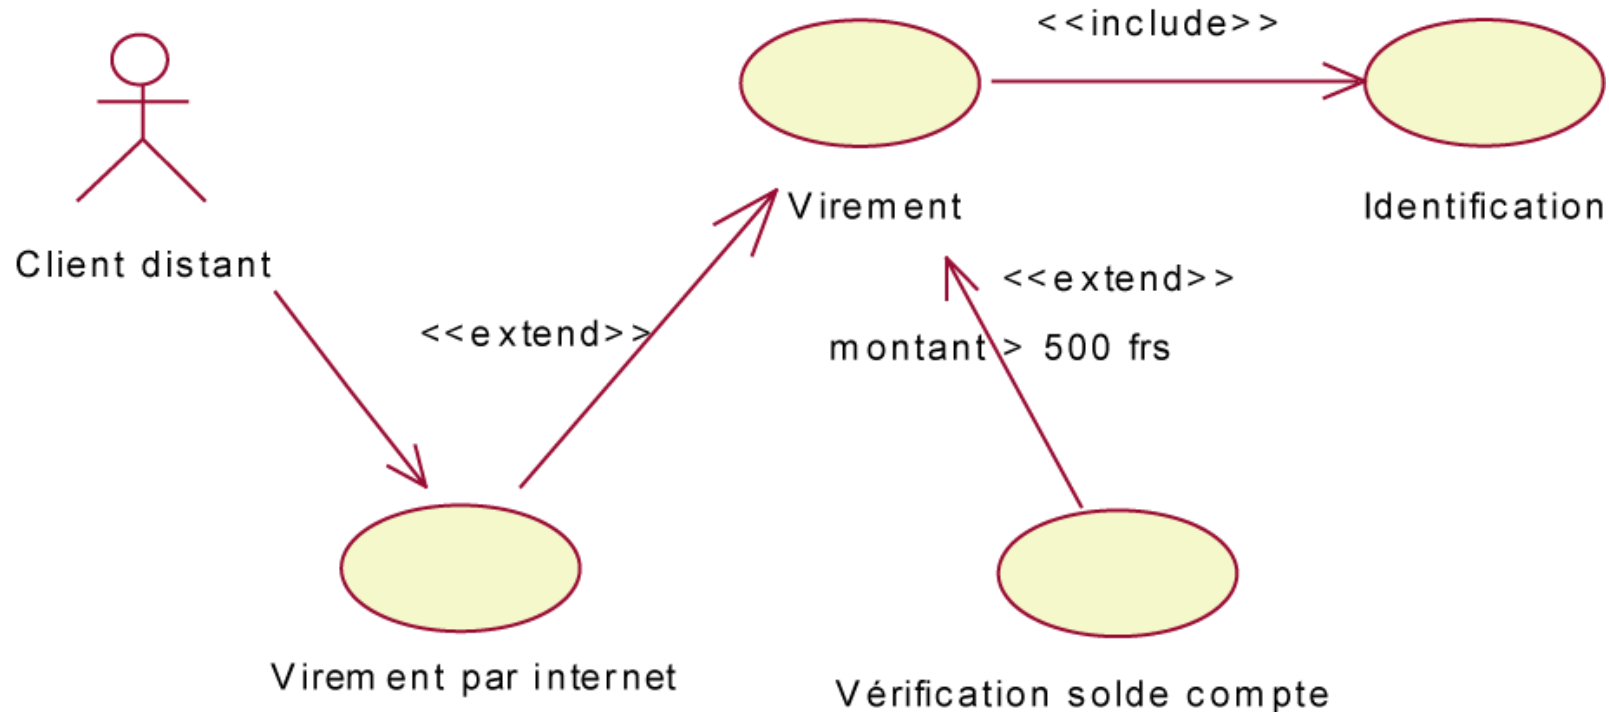 <<include>>
Virement
Identification
Client distant
<<extend>>
<<extend>>
montant > 500 frs
Virement par internet
Vérification solde compte